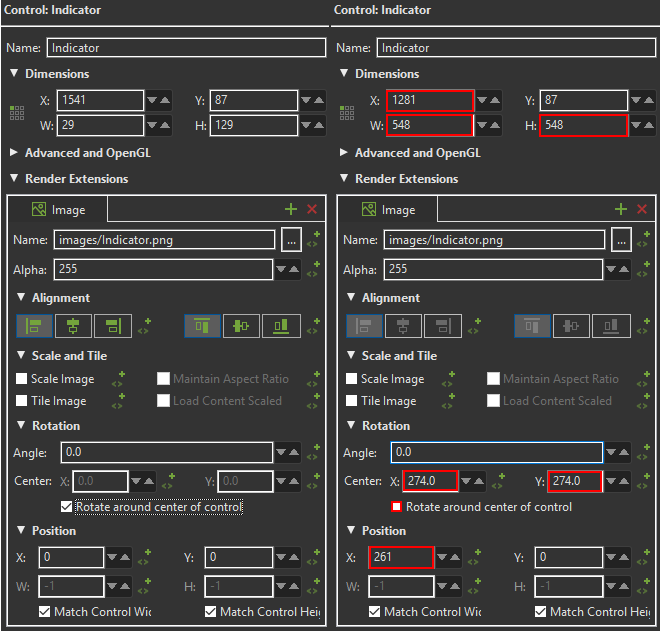 Control: Indicator
Name: Indicator
Dimensions
X: 1541 Y: 87
W: 29 H: 129
Advanced and OpenGL
Render Extensions
Image
Name: images/Indicator.png ...
Alpha: 255
Alignment
Scale and Tile
Scale Image Maintain Aspect Ratio
Tile Image Load Content Scaled
Rotation
Angle: 0.0
Center: X: 0.0 Y: 0.0
Rotate around center of control
Position
X: 0 Y: 0
W: -1 H: -1
Match Control Wic Match Control Heig
Control: Indicator
Name: Indicator
Dimensions
X: 1281 Y: 87
W: 548 H: 548
Advanced and OpenGL
Render Extensions
Image
Name: images/Indicator.png ...
Alpha: 255
Alignment
Scale and Tile
Scale Image Maintain Aspect Ratio
Tile Image Load Content Scaled
Rotation
Angle: 0.0
Center: X: 274.0 Y: 274.0
Rotate around center of control
Position
X: 261 Y: 0
W: -1 H: -1
Match Control Wic Match Control Heig